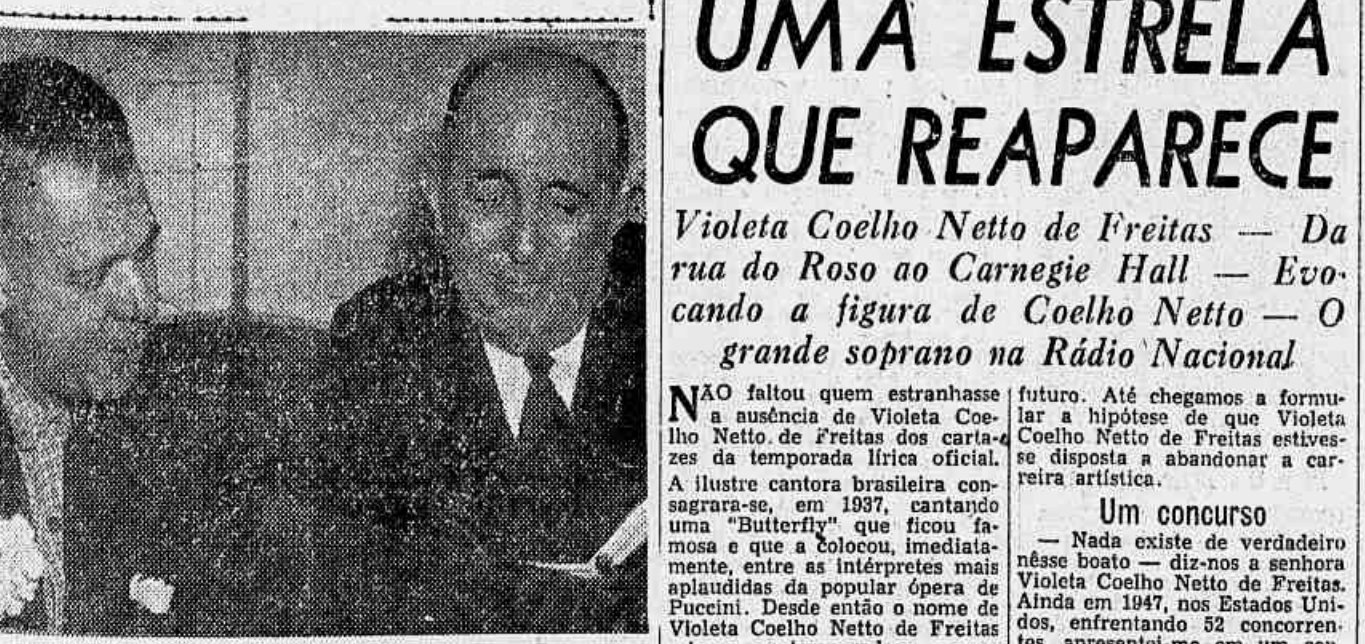 UMA ESTRELA
QUE REAPARECE
Violeta Coelho Netto de Freitas — Da
rua do Roso ao Carnegie Hall — Evo-
cando a figura de Coelho Netto — O
grande soprano na Rádio Nacional
NÃO faltou quem estranhasse
a ausência de Violeta Coe-
lho Netto de Freitas dos carta-
zes da temporada lírica oficial.
A ilustre cantora brasileira con-
sagrara-se, em 1937, cantando
uma "Butterfly" que ficou fa-
mosa e que a colocou, imediata-
mente, entre as intérpretes mais
aplaudidas da popular ópera de
Puccini. Desde então o nome de
Violeta Coelho Netto de Freitas
futuro. Até chegamos a formu-
lar a hipótese de que Violeta
Coelho Netto de Freitas estives-
se disposta a abandonar a car-
reira artística.
Um concurso
— Nada existe de verdadeiro
nêsse boato — diz-nos a senhora
Violeta Coelho Netto de Freitas.
Ainda em 1947, nos Estados Uni-
dos, enfrentando 52 concorren-